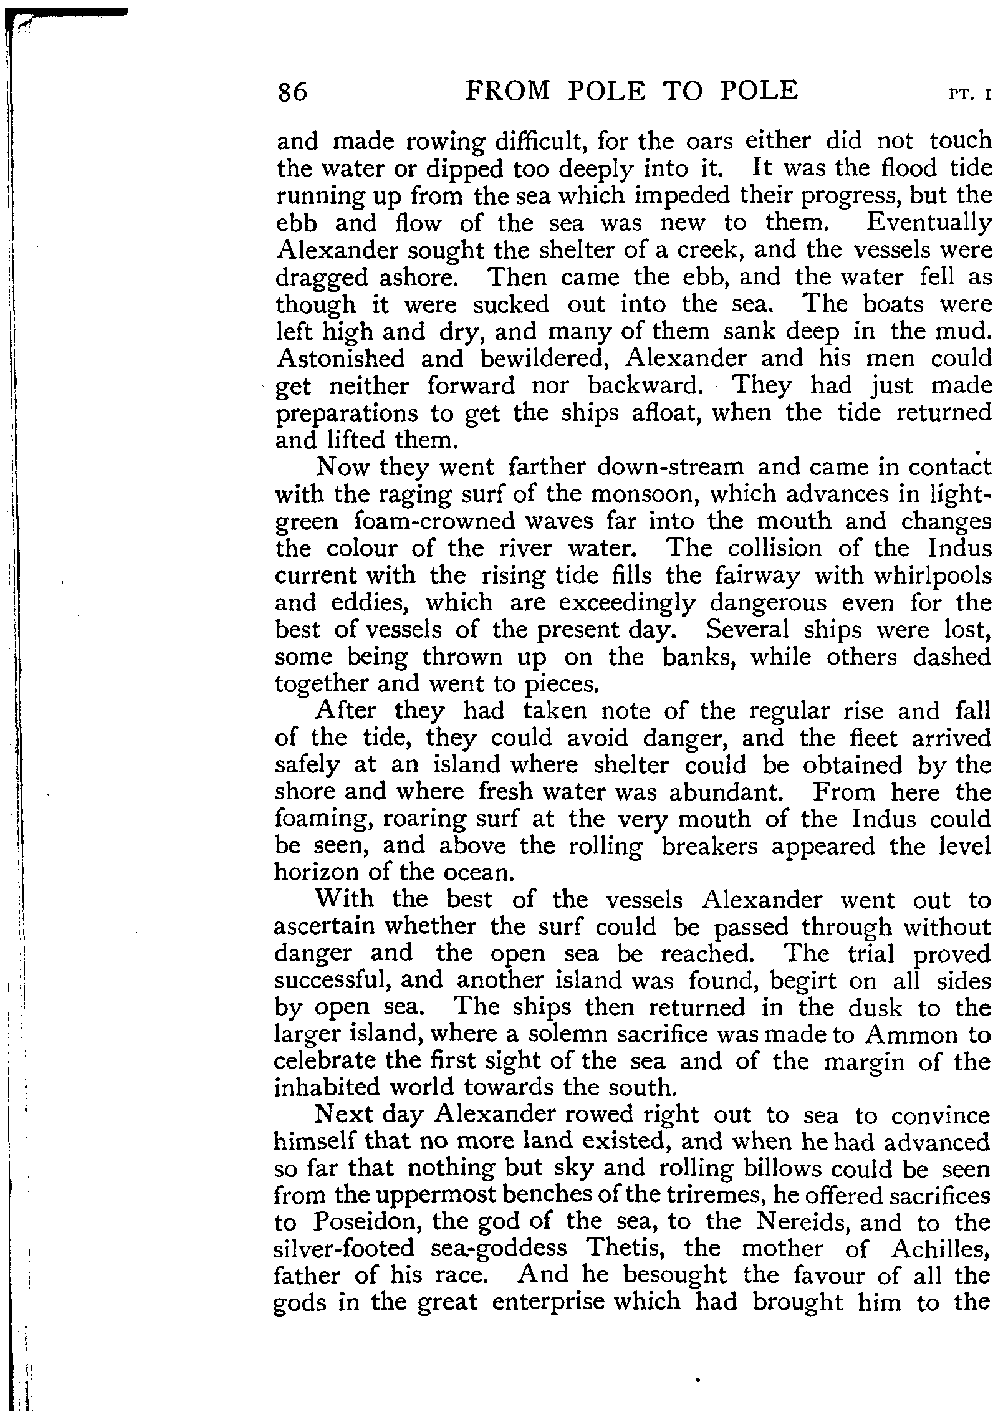 86 FROM POLE TO POLE PT. I
and made rowing difficult, for the oars either did not touch
the water or dipped too deeply into it. It was the flood tide
running up from the sea which impeded their progress, but the
ebb and flow of the sea was new to them. Eventually
Alexander sought the shelter of a creek, and the vessels were
dragged ashore. Then came the ebb, and the water fell as
though it were sucked out into the sea. The boats were
left high and dry, and many of them sank deep in the mud.
Astonished and bewildered, Alexander and his men could
get neither forward nor backward. They had just made
preparations to get the ships afloat, when the tide returned
and lifted them.
Now they went farther down-stream and came in contact
with the raging surf of the monsoon, which advances in light-
green foam-crowned waves far into the mouth and changes
the colour of the river water. The collision of the Indus
current with the rising tide fills the fairway with whirlpools
and eddies, which are exceedingly dangerous even for the
best of vessels of the present day. Several ships were lost,
some being thrown up on the banks, while others dashed
together and went to pieces.
After they had taken note of the regular rise and fall
of the tide, they could avoid danger, and the fleet arrived
safely at an island where shelter could be obtained by the
shore and where fresh water was abundant. From here the
foaming, roaring surf at the very mouth of the Indus could
be seen, and above the rolling breakers appeared the level
horizon of the ocean.
With the best of the vessels Alexander went out to
ascertain whether the surf could be passed through without
danger and the open sea be reached. The trial proved
successful, and another island was found, begirt on all sides
by open sea. The ships then returned in the dusk to the
larger island, where a solemn sacrifice was made to Ammon to
celebrate the first sight of the sea and of the margin of the
inhabited world towards the south.
Next day Alexander rowed right out to sea to convince
himself that no more land existed, and when he had advanced
so far that nothing but sky and rolling billows could be seen
from the uppermost benches of the triremes, he offered sacrifices
to Poseidon, the god of the sea, to the Nereids, and to the
silver-footed sea-goddess Thetis, the mother of Achilles,
father of his race. And he besought the favour of all the
gods in the great enterprise which had brought him to the